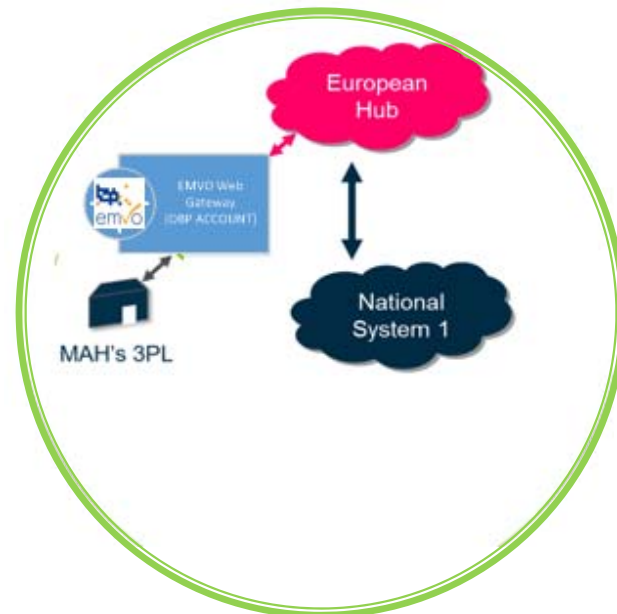 European
Hub
EMVO Web
Gateway
(OBP ACCOUNT)
emvo
National
System 1
MAH's 3PL